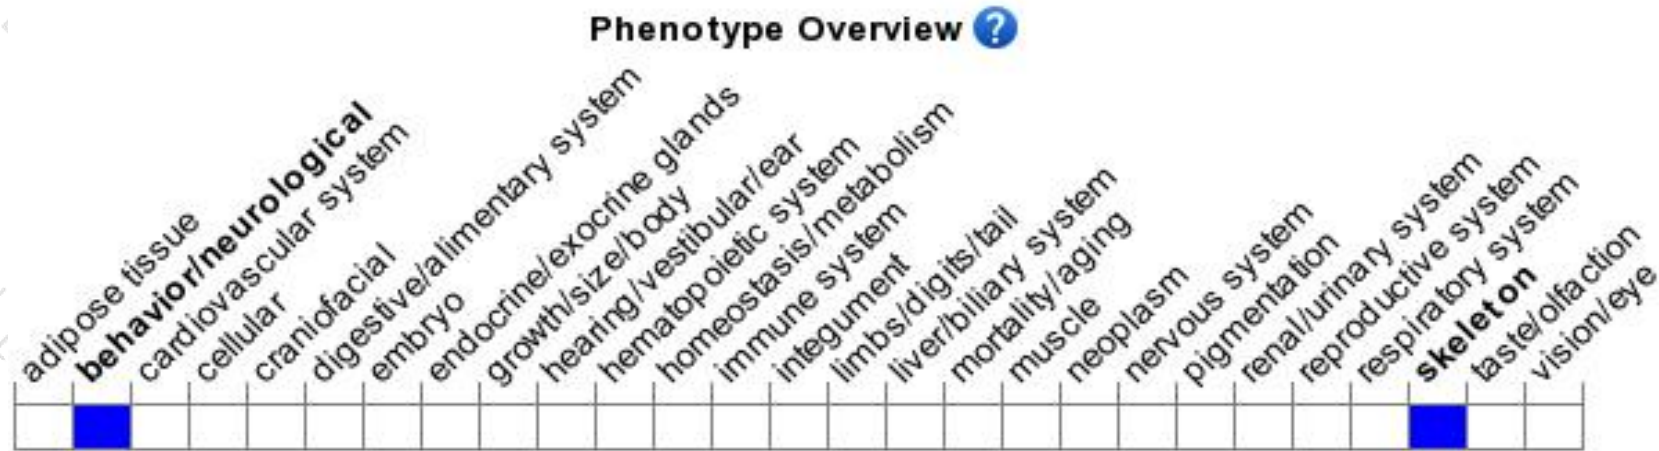 Phenotype Overview ?
adipose tissue
behavior/neurological
cardiovascular system
cellular
craniofacial
digestive/alimentary system
embryo
endocrine/exocrine glands
growth/size/body
hearing/vestibular/ear
hematopoietic system
homeostasis/metabolism
immune system
integument
limbs/digits/tail
liver/biliary system
mortality/aging
muscle
neoplasm
nervous system
pigmentation
renal/urinary system
reproductive system
respiratory system
skeleton
taste/olfaction
vision/eye